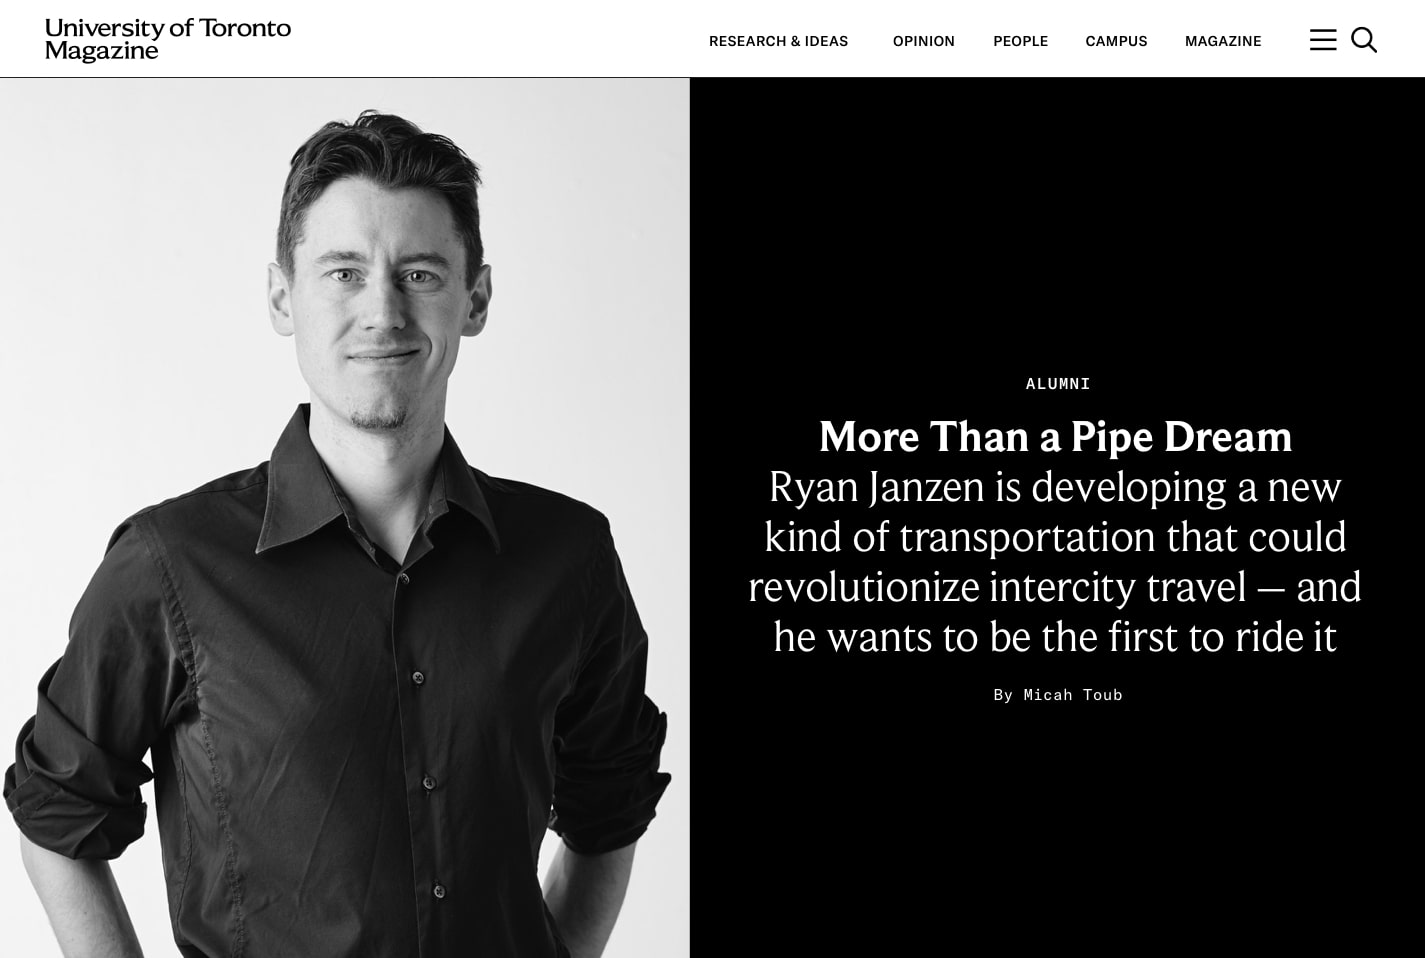 University of Toronto
Magazine
RESEARCH & IDEAS
OPINION
PEOPLE
CAMPUS
MAGAZINE
ALUMNI
More Than a Pipe Dream
Ryan Janzen is developing a new
kind of transportation that could
revolutionize intercity travel — and
he wants to be the first to ride it
By Micah Toub